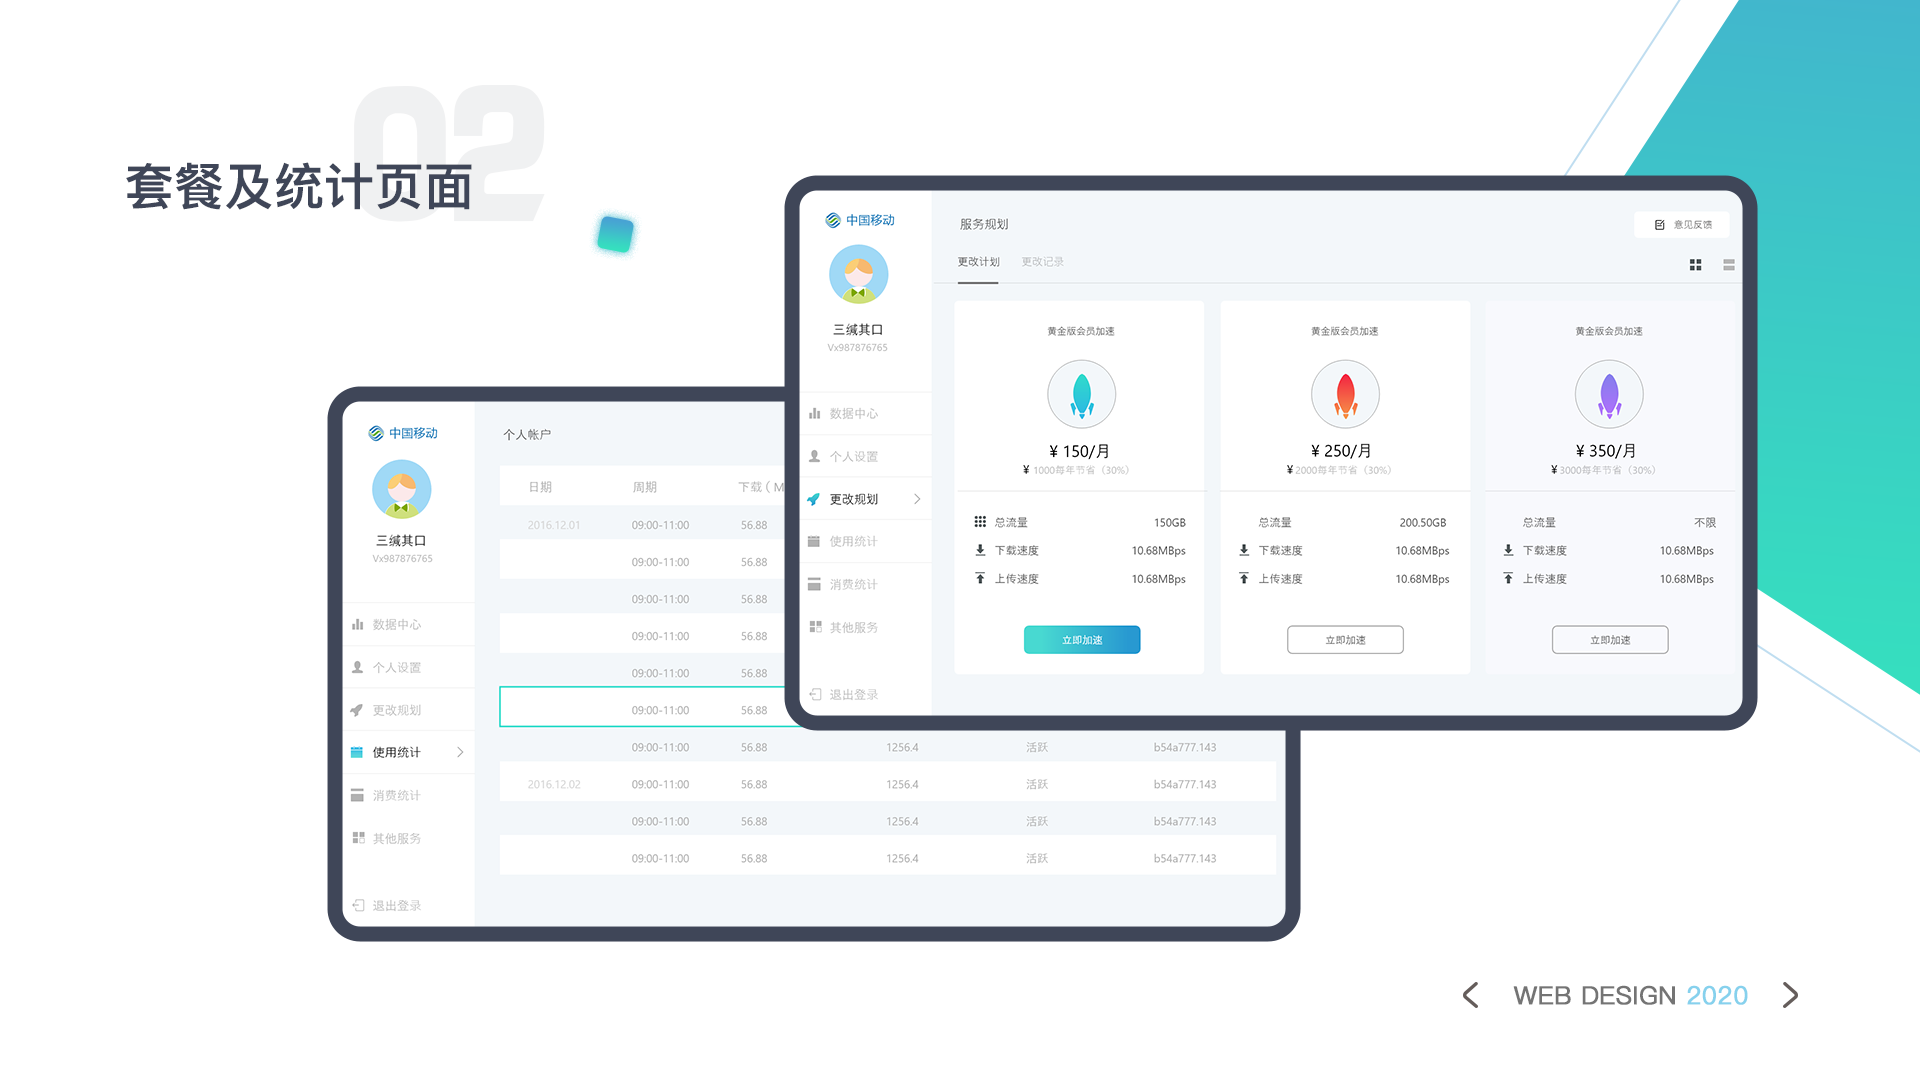 02
套餐及统计页面
中国移动
三缄其口
Vx987876765
数据中心
个人设置
更改规划
使用统计
消费统计
其他服务
退出登录
服务规划
意见反馈
更改计划 更改记录
黄金版会员加速
¥ 150/月
¥ 1000每年节省（30%）
总流量 150GB
下载速度 10.68MBps
上传速度 10.68MBps
立即加速
黄金版会员加速
¥ 250/月
¥ 2000每年节省（30%）
总流量 200.50GB
下载速度 10.68MBps
上传速度 10.68MBps
立即加速
黄金版会员加速
¥ 350/月
¥ 3000每年节省（30%）
总流量 不限
下载速度 10.68MBps
上传速度 10.68MBps
立即加速
中国移动
三缄其口
Vx987876765
数据中心
个人设置
更改规划
使用统计
消费统计
其他服务
退出登录
个人帐户
日期 周期 下载（M
2016.12.01 09:00-11:00 56.88
09:00-11:00 56.88
09:00-11:00 56.88
09:00-11:00 56.88
09:00-11:00 56.88
09:00-11:00 56.88
09:00-11:00 56.88 1256.4 活跃 b54a777.143
2016.12.02 09:00-11:00 56.88 1256.4 活跃 b54a777.143
09:00-11:00 56.88 1256.4 活跃 b54a777.143
09:00-11:00 56.88 1256.4 活跃 b54a777.143
WEB DESIGN 2020